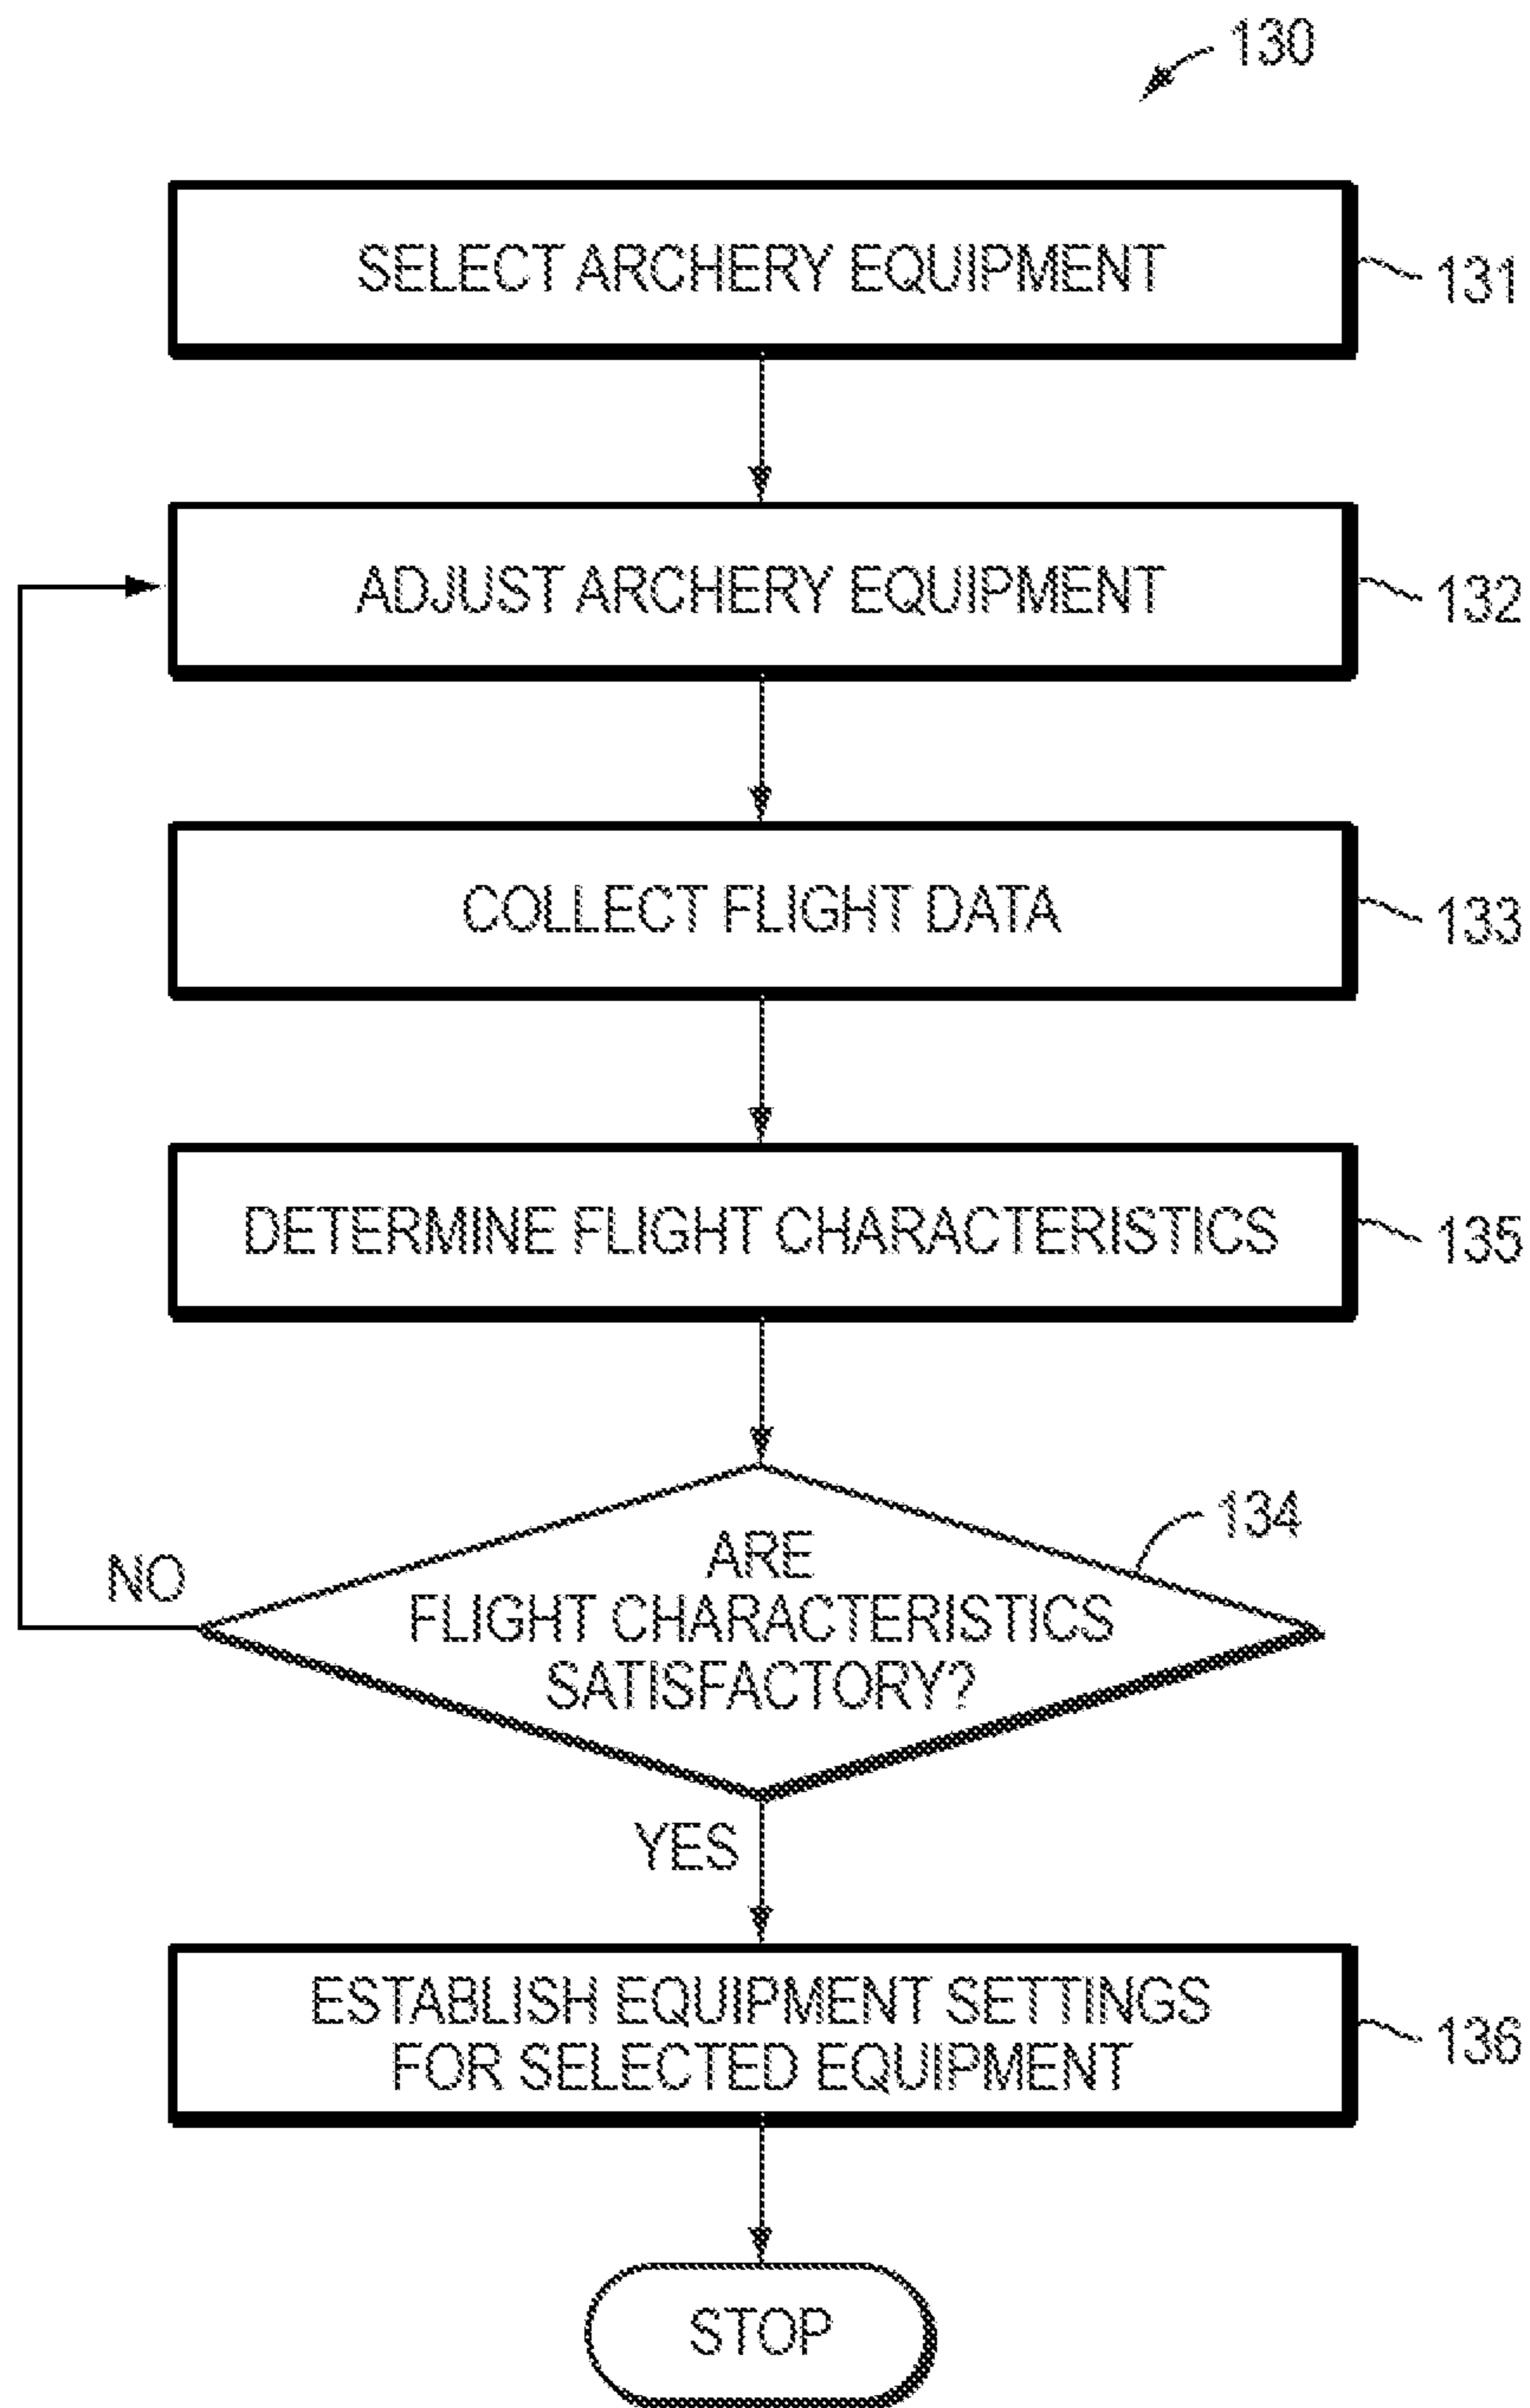 130
SELECT ARCHERY EQUIPMENT
131
ADJUST ARCHERY EQUIPMENT
132
COLLECT FLIGHT DATA
133
DETERMINE FLIGHT CHARACTERISTICS
135
134
ARE
FLIGHT CHARACTERISTICS
SATISFACTORY?
NO
YES
ESTABLISH EQUIPMENT SETTINGS
FOR SELECTED EQUIPMENT
136
STOP